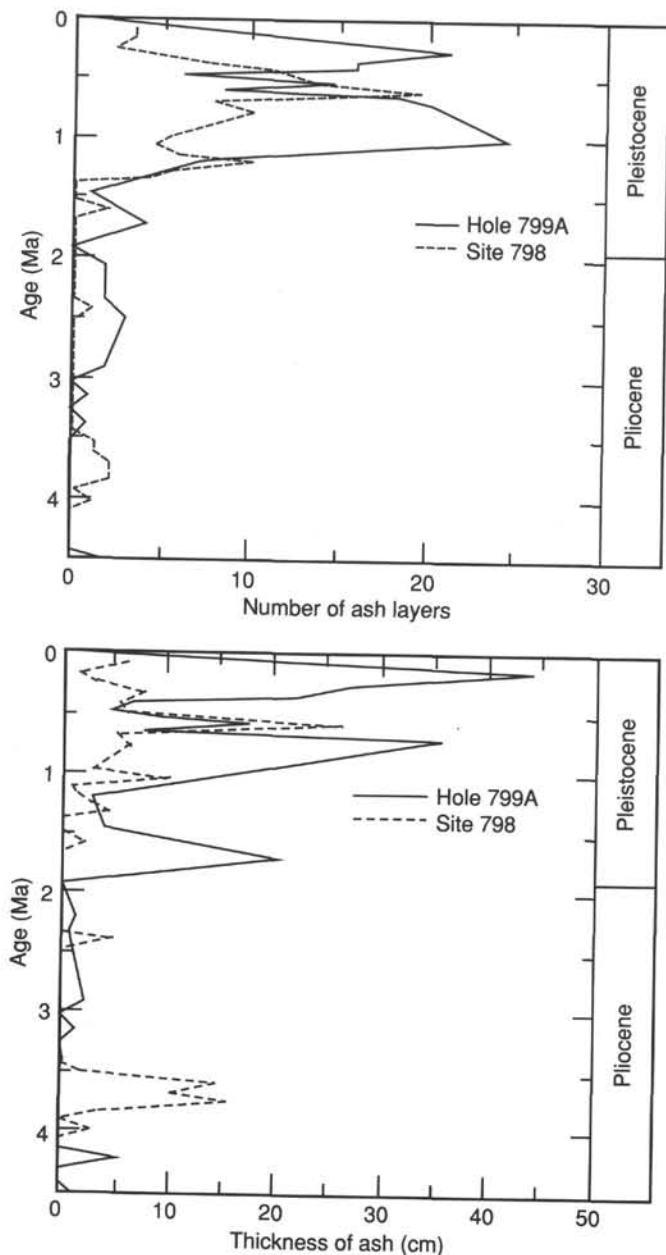 0
1
2
3
4
Age (Ma)
Hole 799A
Site 798
Pleistocene
Pliocene
0
10
20
30
Number of ash layers
0
1
2
3
4
Age (Ma)
Hole 799A
Site 798
Pleistocene
Pliocene
0
10
20
30
40
50
Thickness of ash (cm)